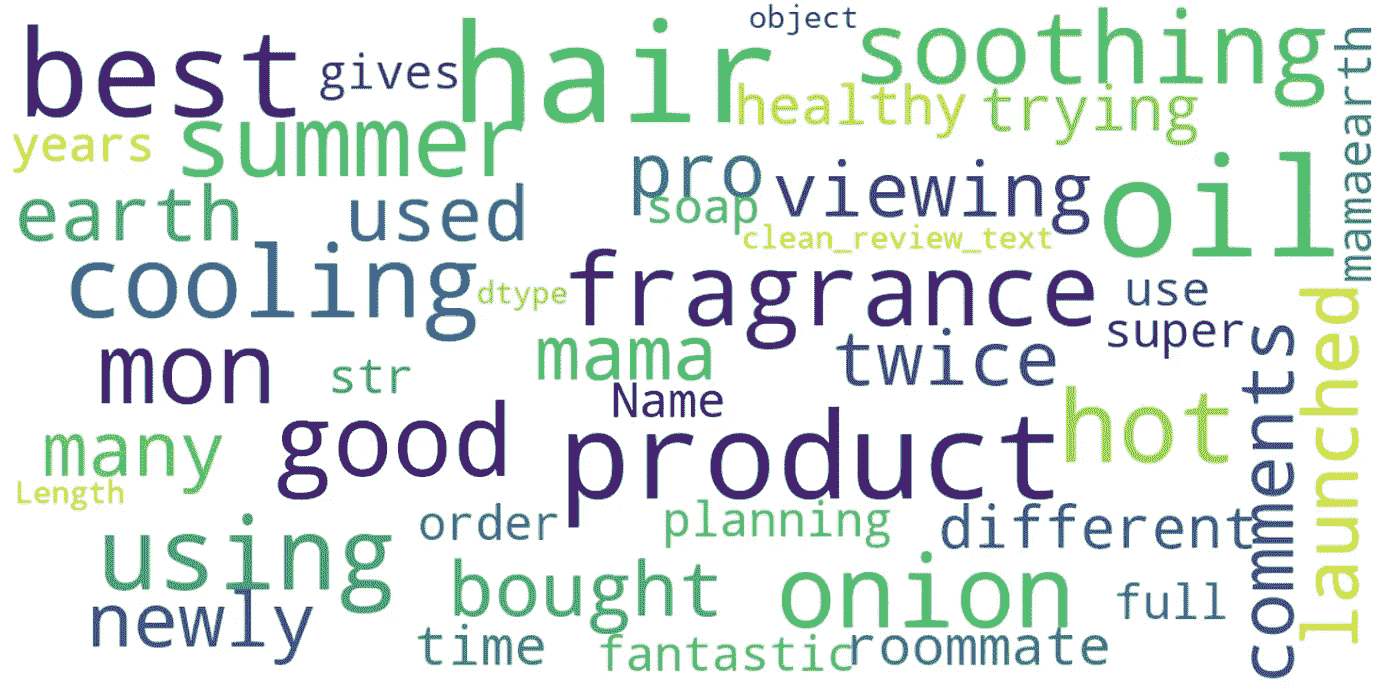 object
best
gives
hair
soothing
mamaearth
years
summer
healthy
trying
earth
used
pro
soap
viewing
oil
clean_review_text
cooling
dtype
fragrance
use
super
launched
mon
str
mama
Name
twice
comments
many
good
product
hot
Length
using
order
planning
different
newly
bought
onion
full
time
fantastic
roommate